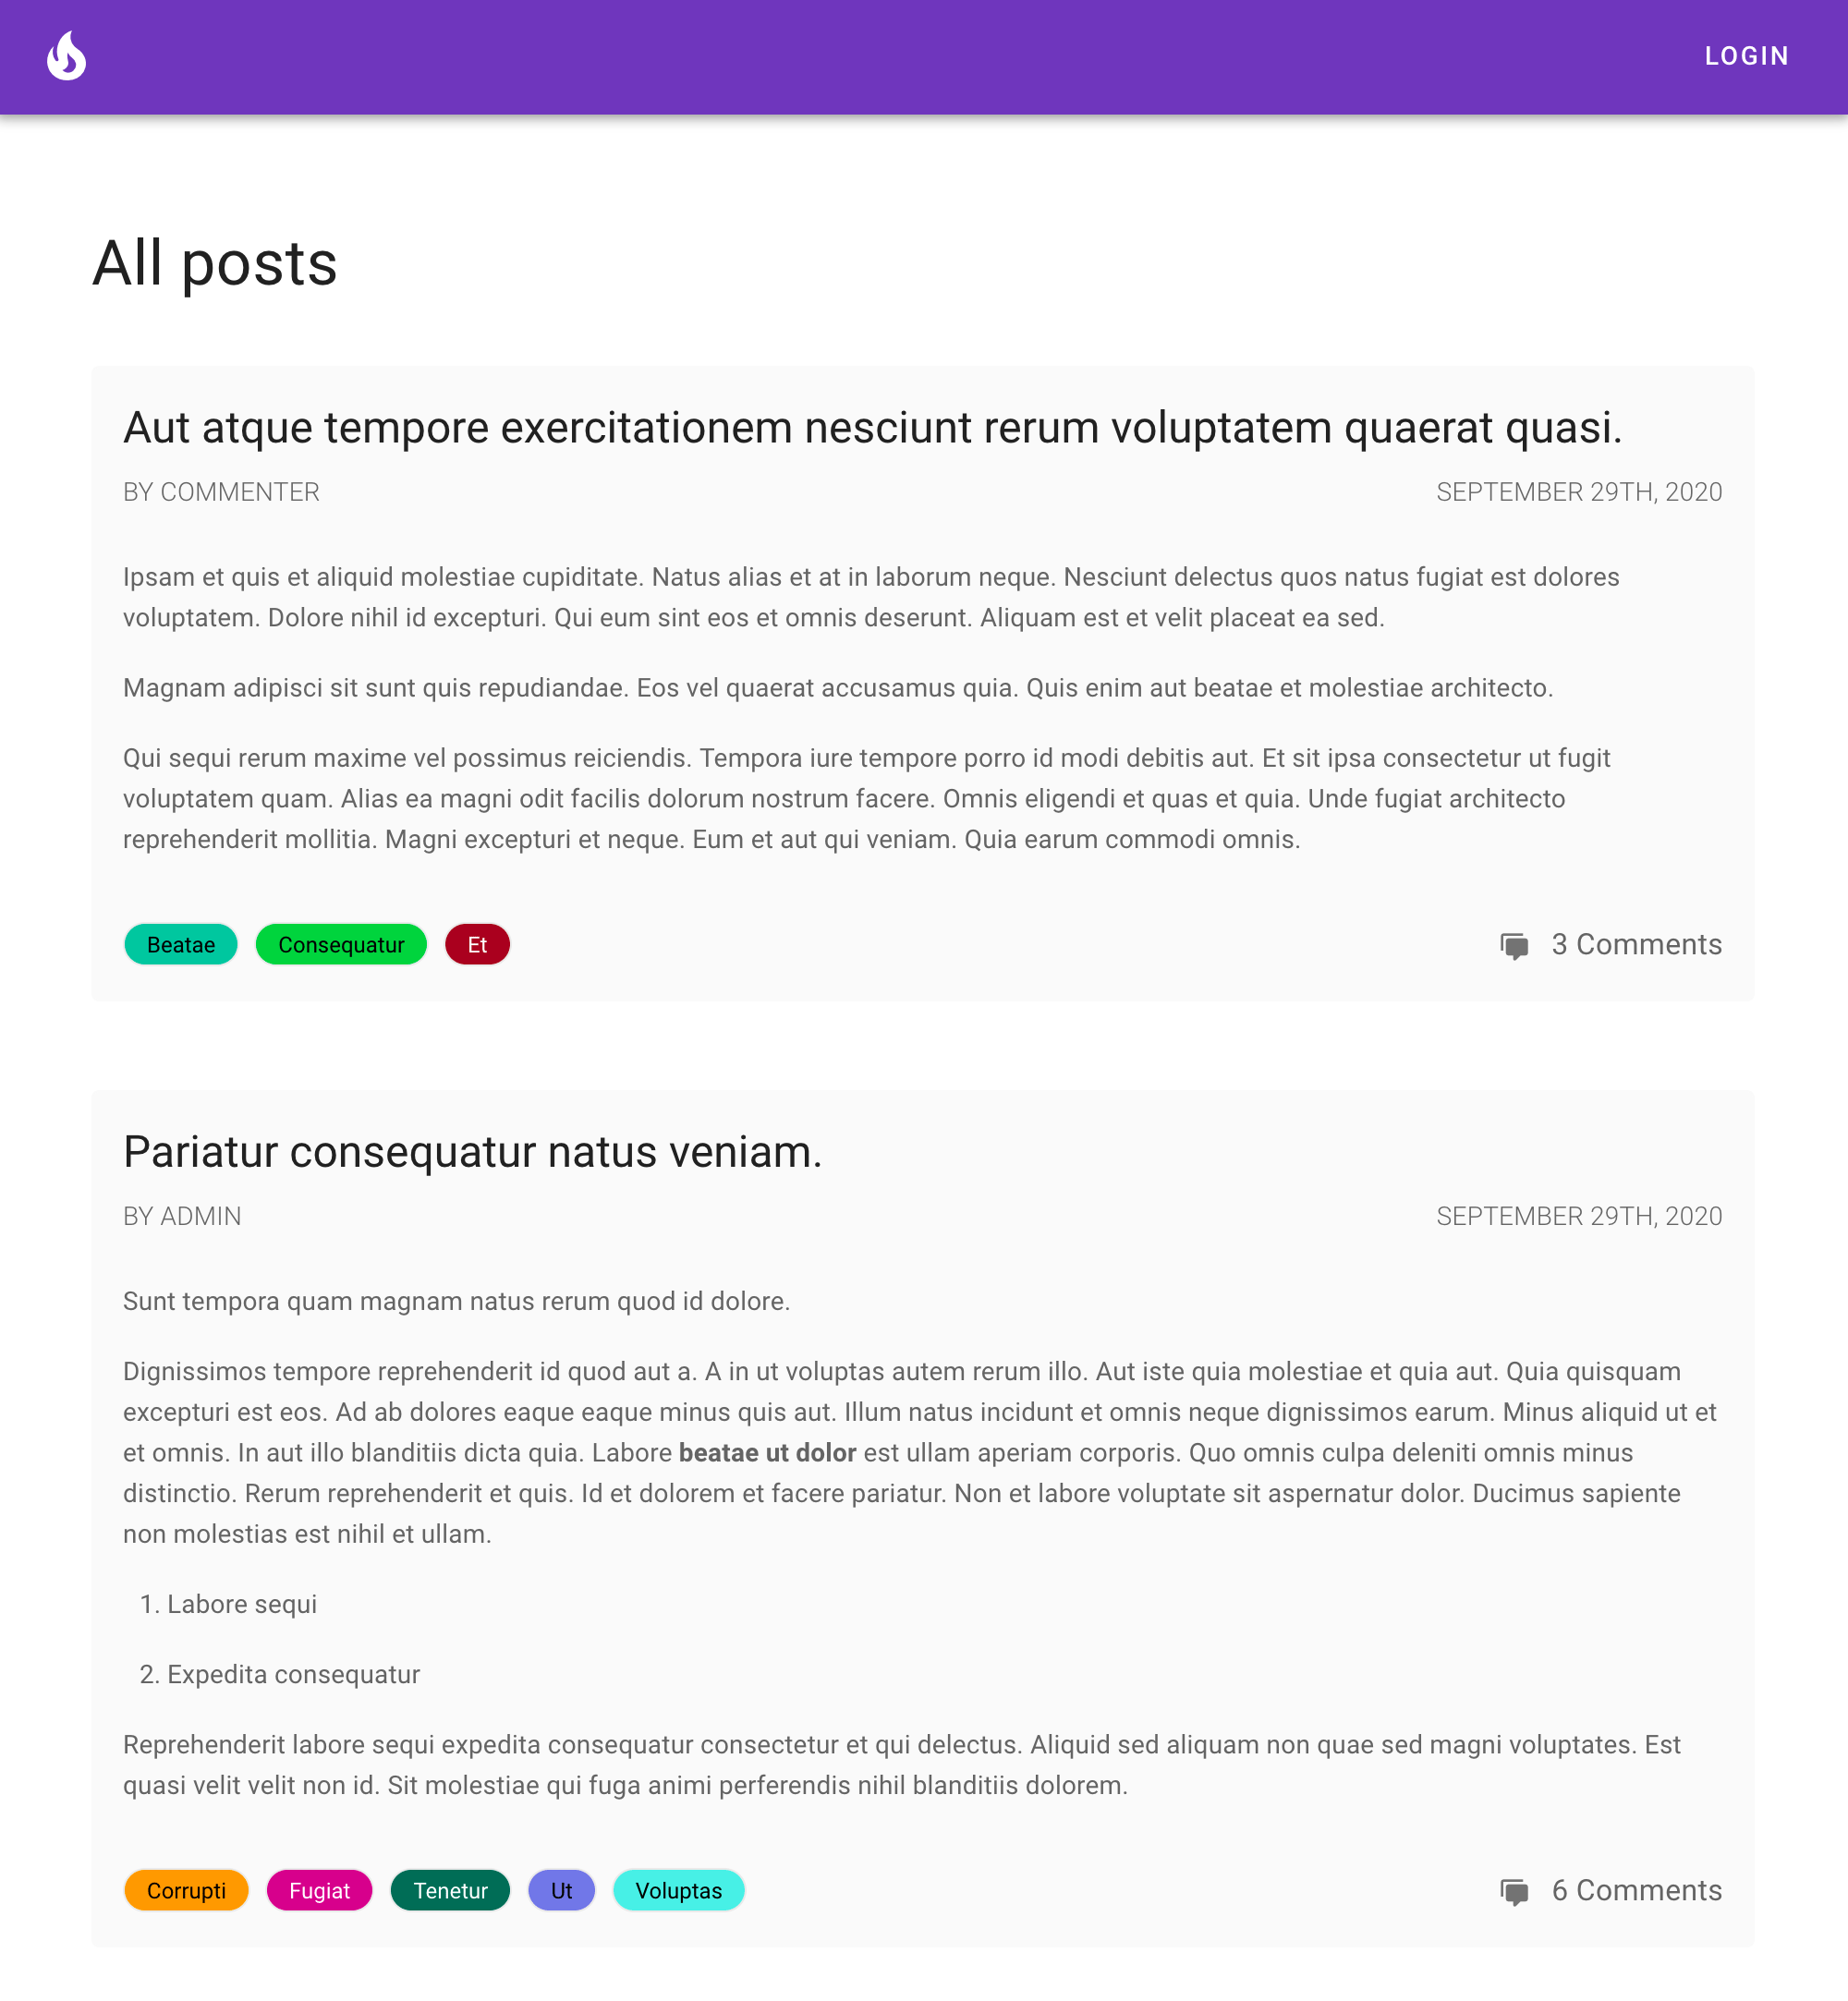 LOGIN
All posts
Aut atque tempore exercitationem nesciunt rerum voluptatem quaerat quasi.
BY COMMENTER
SEPTEMBER 29TH, 2020
Ipsam et quis et aliquid molestiae cupiditate. Natus alias et at in laborum neque. Nesciunt delectus quos natus fugiat est dolores
voluptatem. Dolore nihil id excepturi. Qui eum sint eos et omnis deserunt. Aliquam est et velit placeat ea sed.
Magnam adipisci sit sunt quis repudiandae. Eos vel quaerat accusamus quia. Quis enim aut beatae et molestiae architecto.
Qui sequi rerum maxime vel possimus reiciendis. Tempora iure tempore porro id modi debitis aut. Et sit ipsa consectetur ut fugit
voluptatem quam. Alias ea magni odit facilis dolorum nostrum facere. Omnis eligendi et quas et quia. Unde fugiat architecto
reprehenderit mollitia. Magni excepturi et neque. Eum et aut qui veniam. Quia earum commodi omnis.
Beatae
Consequatur
Et
3 Comments
Pariatur consequatur natus veniam.
BY ADMIN
SEPTEMBER 29TH, 2020
Sunt tempora quam magnam natus rerum quod id dolore.
Dignissimos tempore reprehenderit id quod aut a. A in ut voluptas autem rerum illo. Aut iste quia molestiae et quia aut. Quia quisquam
excepturi est eos. Ad ab dolores eaque eaque minus quis aut. Illum natus incidunt et omnis neque dignissimos earum. Minus aliquid ut et
et omnis. In aut illo blanditiis dicta quia. Labore beatae ut dolor est ullam aperiam corporis. Quo omnis culpa deleniti omnis minus
distinctio. Rerum reprehenderit et quis. Id et dolorem et facere pariatur. Non et labore voluptate sit aspernatur dolor. Ducimus sapiente
non molestias est nihil et ullam.
1. Labore sequi
2. Expedita consequatur
Reprehenderit labore sequi expedita consequatur consectetur et qui delectus. Aliquid sed aliquam non quae sed magni voluptates. Est
quasi velit velit non id. Sit molestiae qui fuga animi perferendis nihil blanditiis dolorem.
Corrupti
Fugiat
Tenetur
Ut
Voluptas
6 Comments